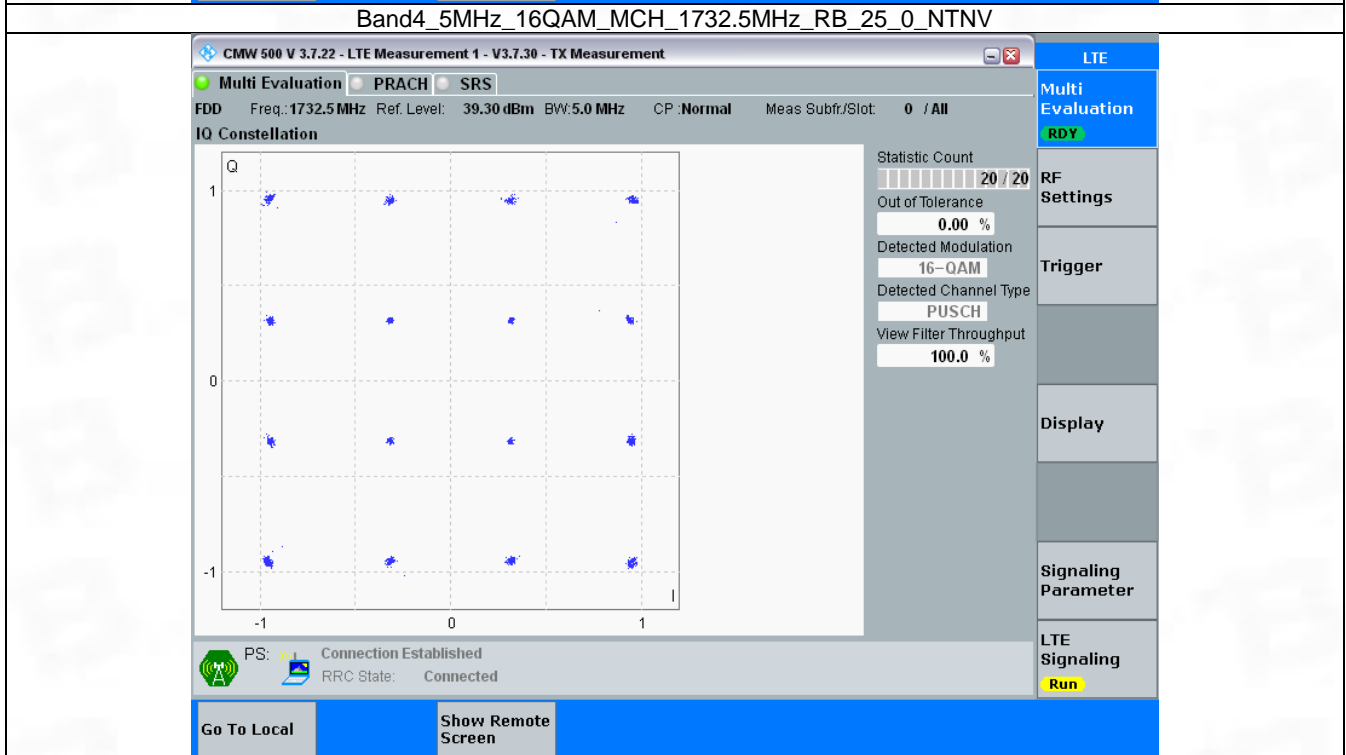 Band4_5MHz_16QAM_MCH_1732.5MHz_RB_25_0_NTNV
CMW 500 V 3.7.22 - LTE Measurement 1 - V3.7.30 - TX Measurement
LTE
Multi Evaluation PRACH SRS
Multi
Evaluation
RDY
FDD Freq.:1732.5 MHz Ref. Level: 39.30 dBm BW:5.0 MHz CP :Normal Meas Subfr./Slot: 0 / All
IQ Constellation
Q
1
0
-1
I
-1 0 1
Statistic Count
20 / 20
Out of Tolerance
0.00 %
Detected Modulation
16-QAM
Detected Channel Type
PUSCH
View Filter Throughput
100.0 %
RF
Settings
Trigger
Display
Signaling
Parameter
LTE
Signaling
Run
PS: Connection Established
RRC State: Connected
Go To Local
Show Remote
Screen